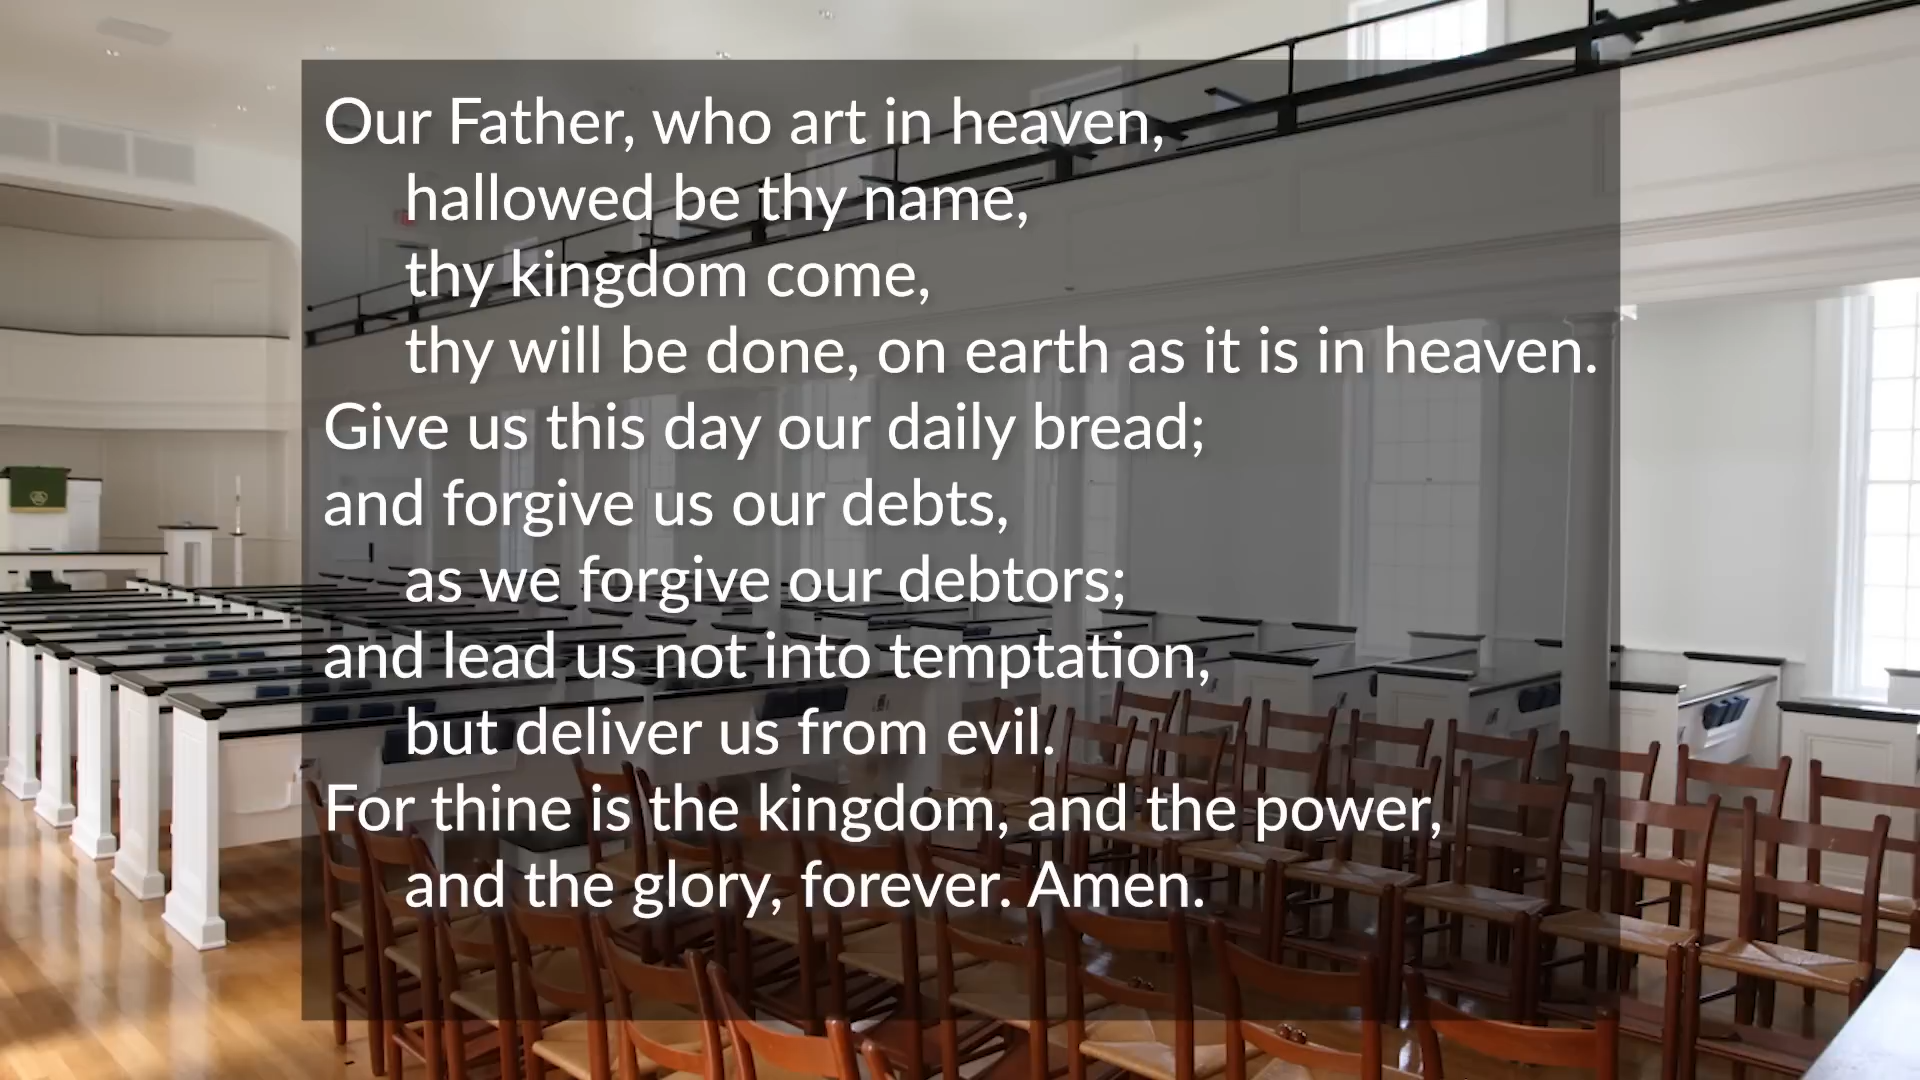 Our Father, who art in heaven,
hallowed be thy name,
thy kingdom come,
thy will be done, on earth as it is in heaven.
Give us this day our daily bread;
and forgive us our debts,
as we forgive our debtors;
and lead us not into temptation,
but deliver us from evil.
For thine is the kingdom, and the power,
and the glory, forever. Amen.